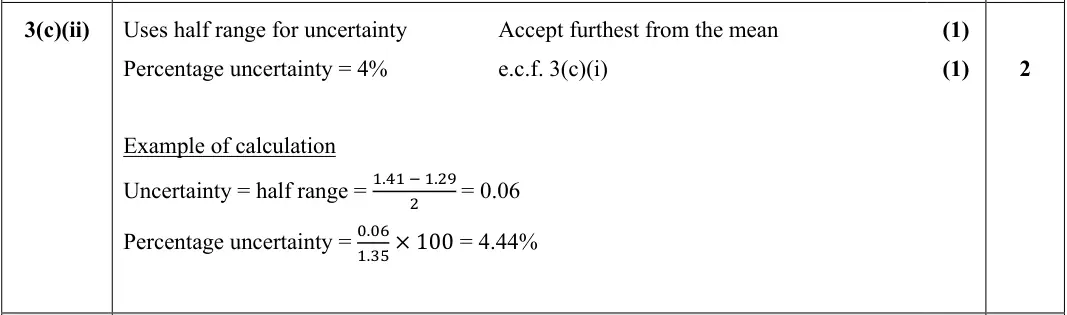 3(c)(ii) Uses half range for uncertainty Accept furthest from the mean (1)
Percentage uncertainty = 4% e.c.f. 3(c)(i) (1) 2
Example of calculation
Uncertainty = half range = (1.41 − 1.29)/2 = 0.06
Percentage uncertainty = 0.06/1.35 × 100 = 4.44%